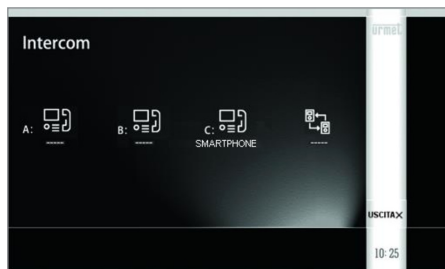 urmet
Intercom
A:
-----
B:
-----
C:
SMARTPHONE
-----
USCITA X
10:25